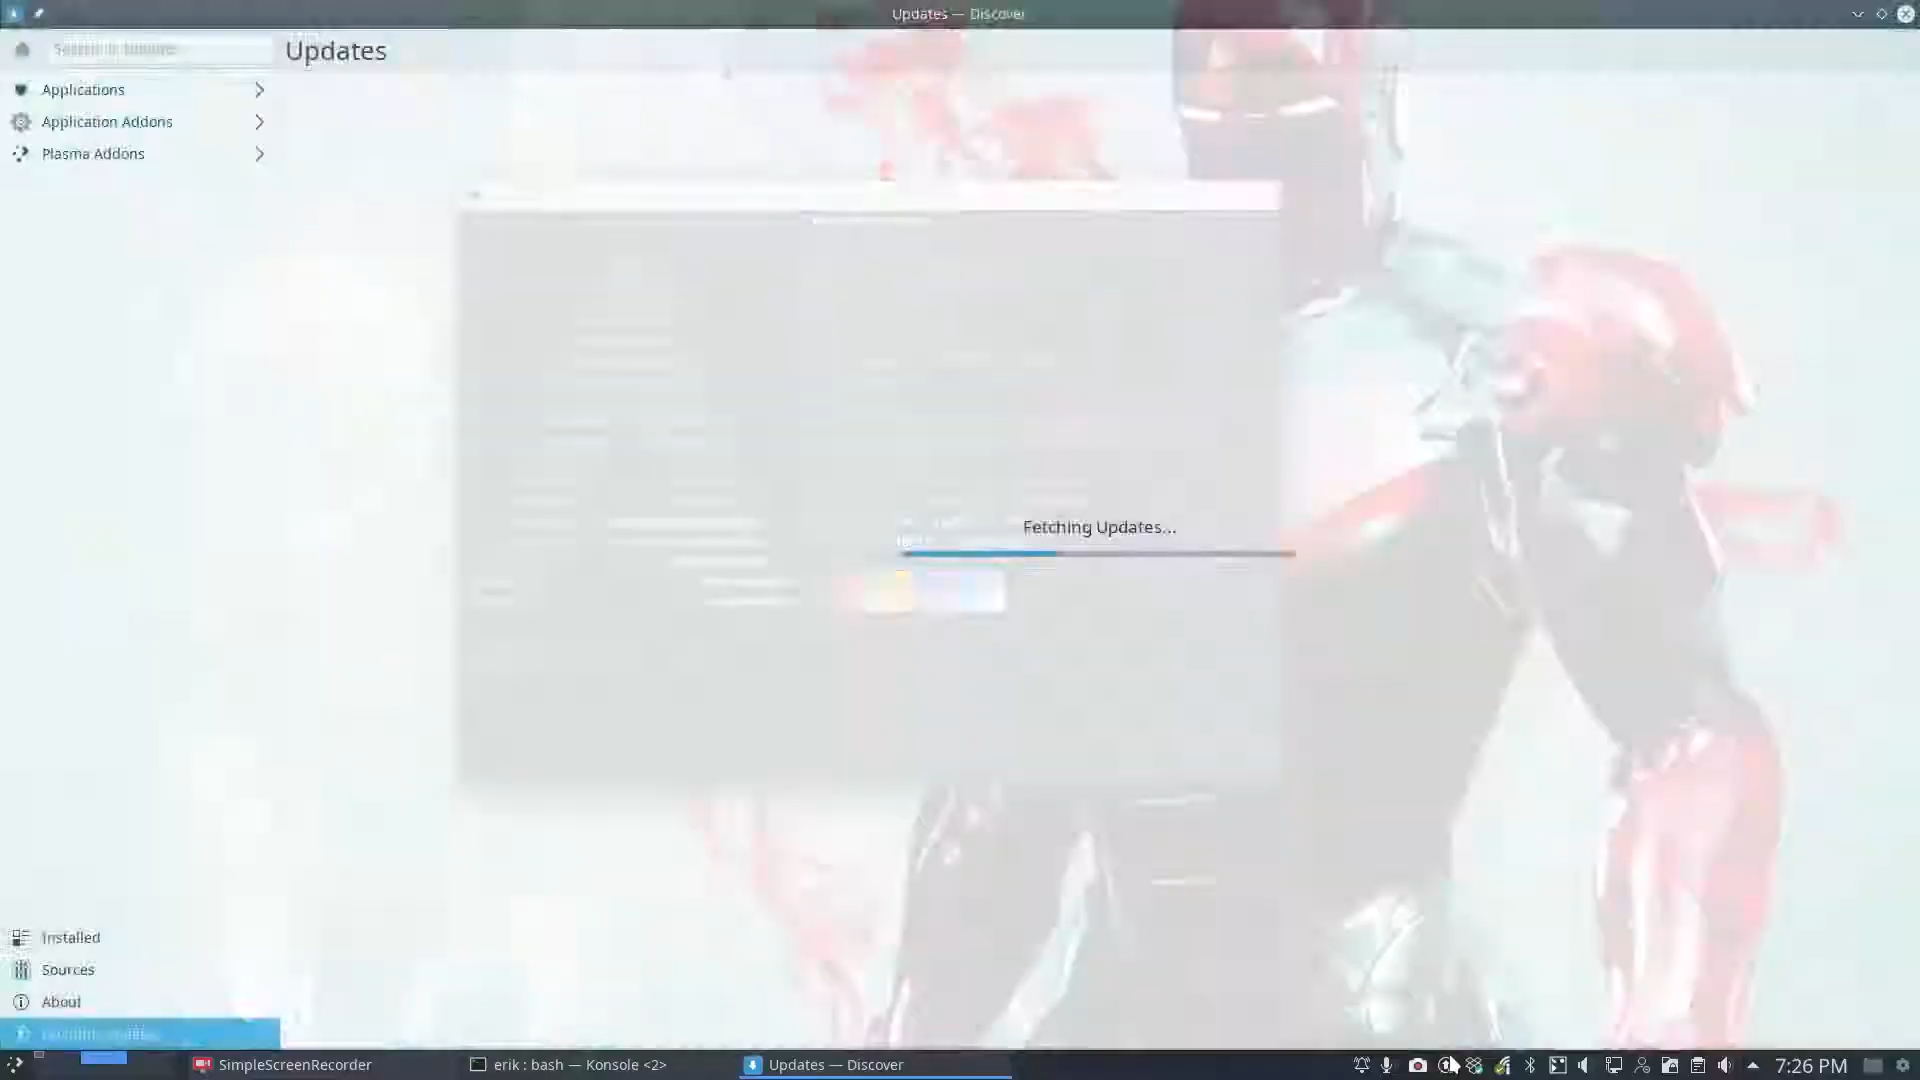 Updates — Discover
Updates
Applications
Application Addons
Plasma Addons
Fetching Updates...
Installed
Sources
About
SimpleScreenRecorder
erik : bash — Konsole <2>
Updates — Discover
7:26 PM